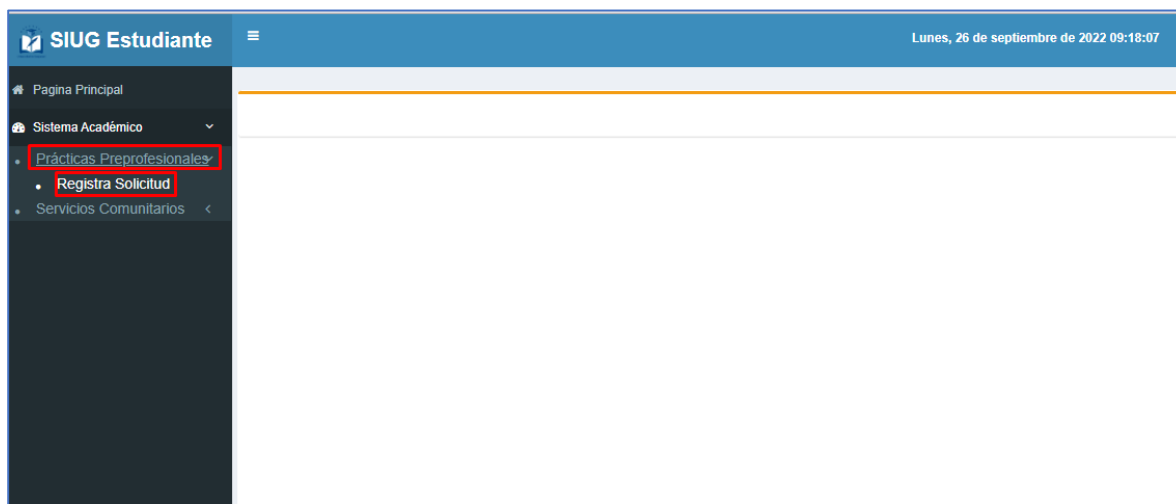 SIUG Estudiante
Lunes, 26 de septiembre de 2022 09:18:07
Pagina Principal
Sistema Académico
Prácticas Preprofesionales
Registra Solicitud
Servicios Comunitarios